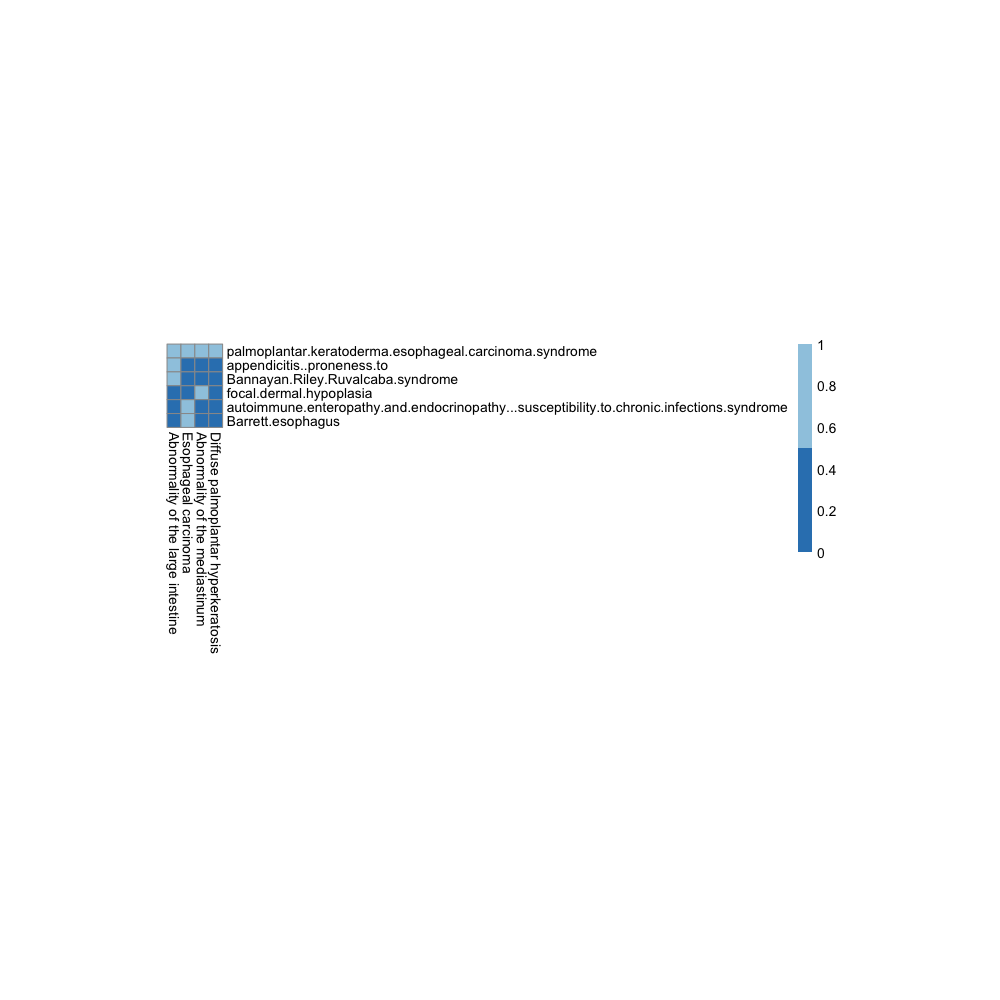 palmoplantar.keratoderma.esophageal.carcinoma.syndrome
appendicitis..proneness.to
Bannayan.Riley.Ruvalcaba.syndrome
focal.dermal.hypoplasia
autoimmune.enteropathy.and.endocrinopathy...susceptibility.to.chronic.infections.syndrome
Barrett.esophagus
Abnormality of the large intestine
Esophageal carcinoma
Abnormality of the mediastinum
Diffuse palmoplantar hyperkeratosis
1
0.8
0.6
0.4
0.2
0